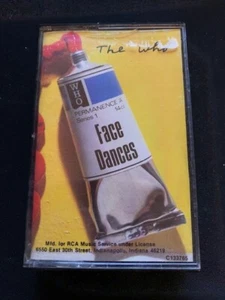 The Who
WHO
PERMANENCE A
Series 1
Face
Dances
Mfd. for RCA Music Service under License
6550 East 30th Street, Indianapolis, Indiana 46219
C133755